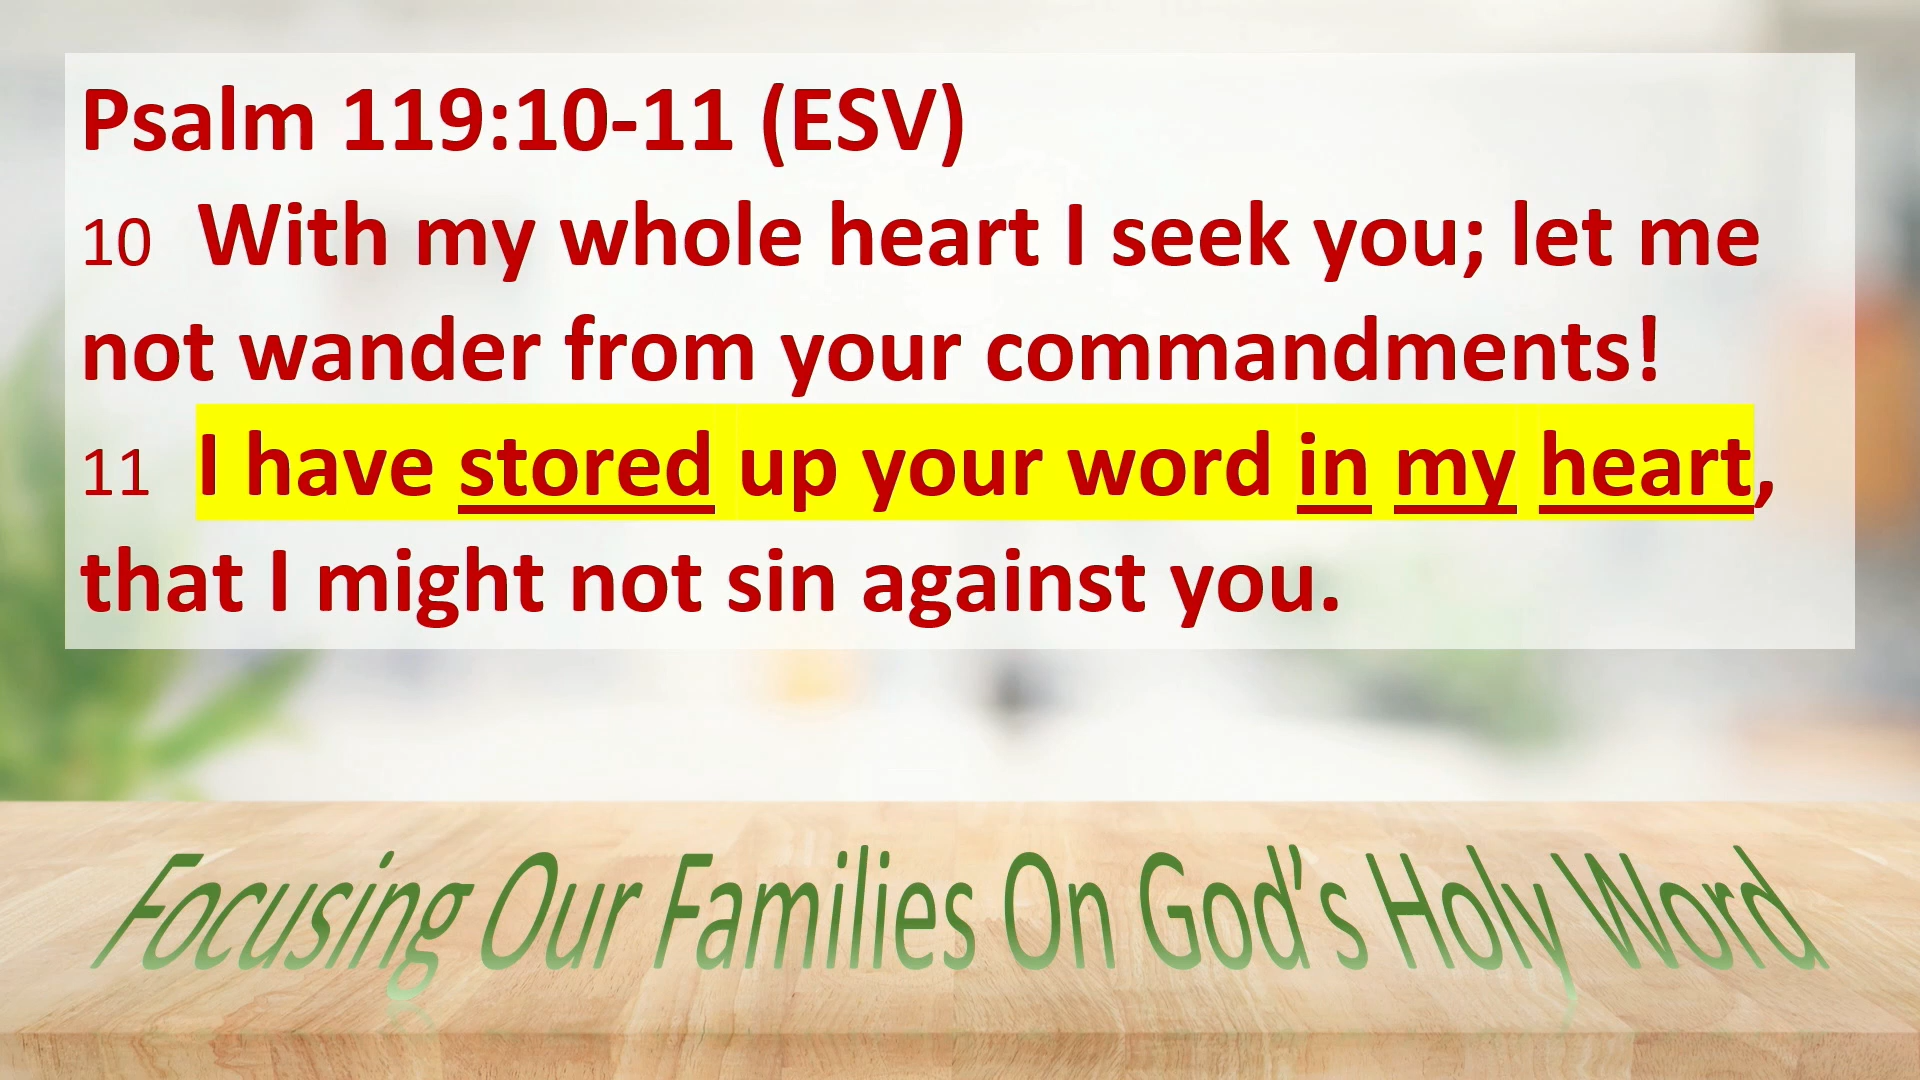 Psalm 119:10-11 (ESV)
10 With my whole heart I seek you; let me
not wander from your commandments!
11 I have stored up your word in my heart,
that I might not sin against you.
Focusing Our Families On God's Holy Word